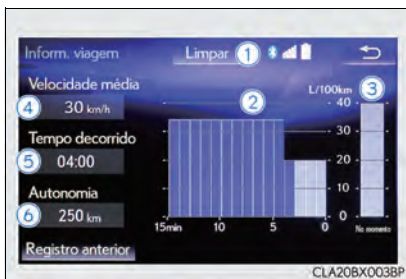 Inform. viagem Limpar 1
L/100km 3
Velocidade média
4 30 km/h
2
40
30
20
10
0
Tempo decorrido
5 04:00
Autonomia
6 250 km
15min 10 5 0 No momento
Registro anterior
CLA20BX003BP